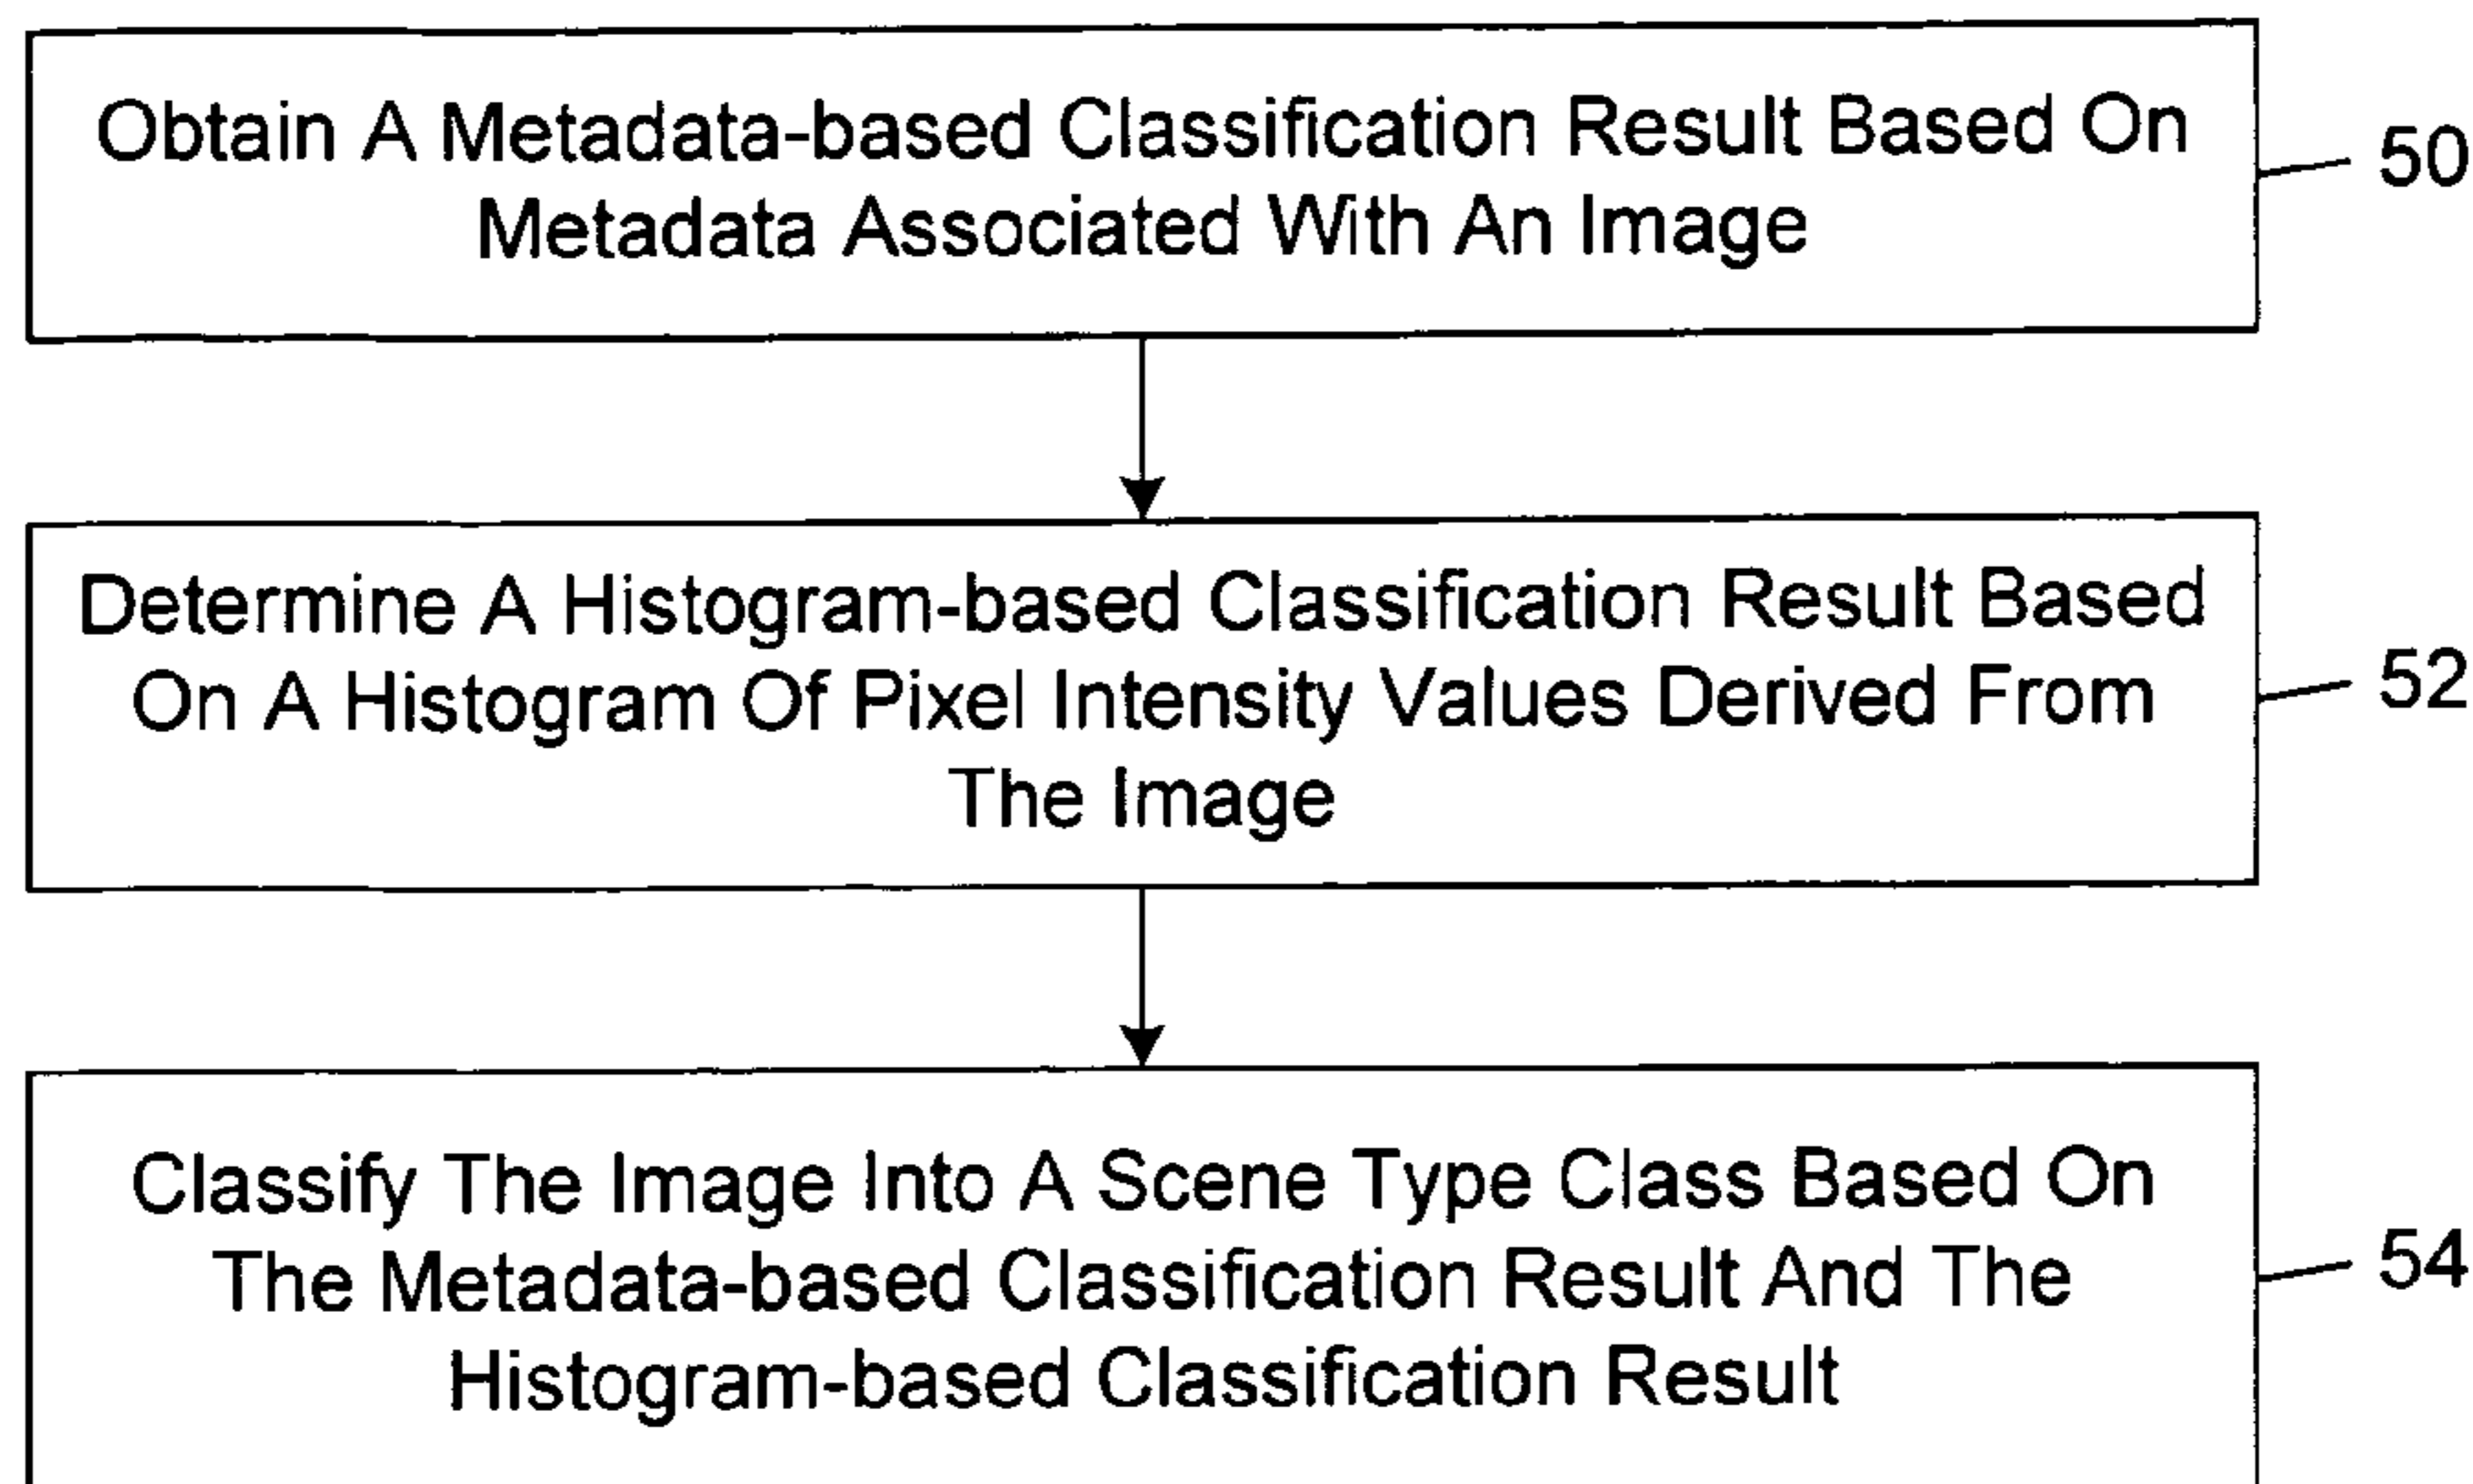 Obtain A Metadata-based Classification Result Based On
Metadata Associated With An Image
50
Determine A Histogram-based Classification Result Based
On A Histogram Of Pixel Intensity Values Derived From
The Image
52
Classify The Image Into A Scene Type Class Based On
The Metadata-based Classification Result And The
Histogram-based Classification Result
54